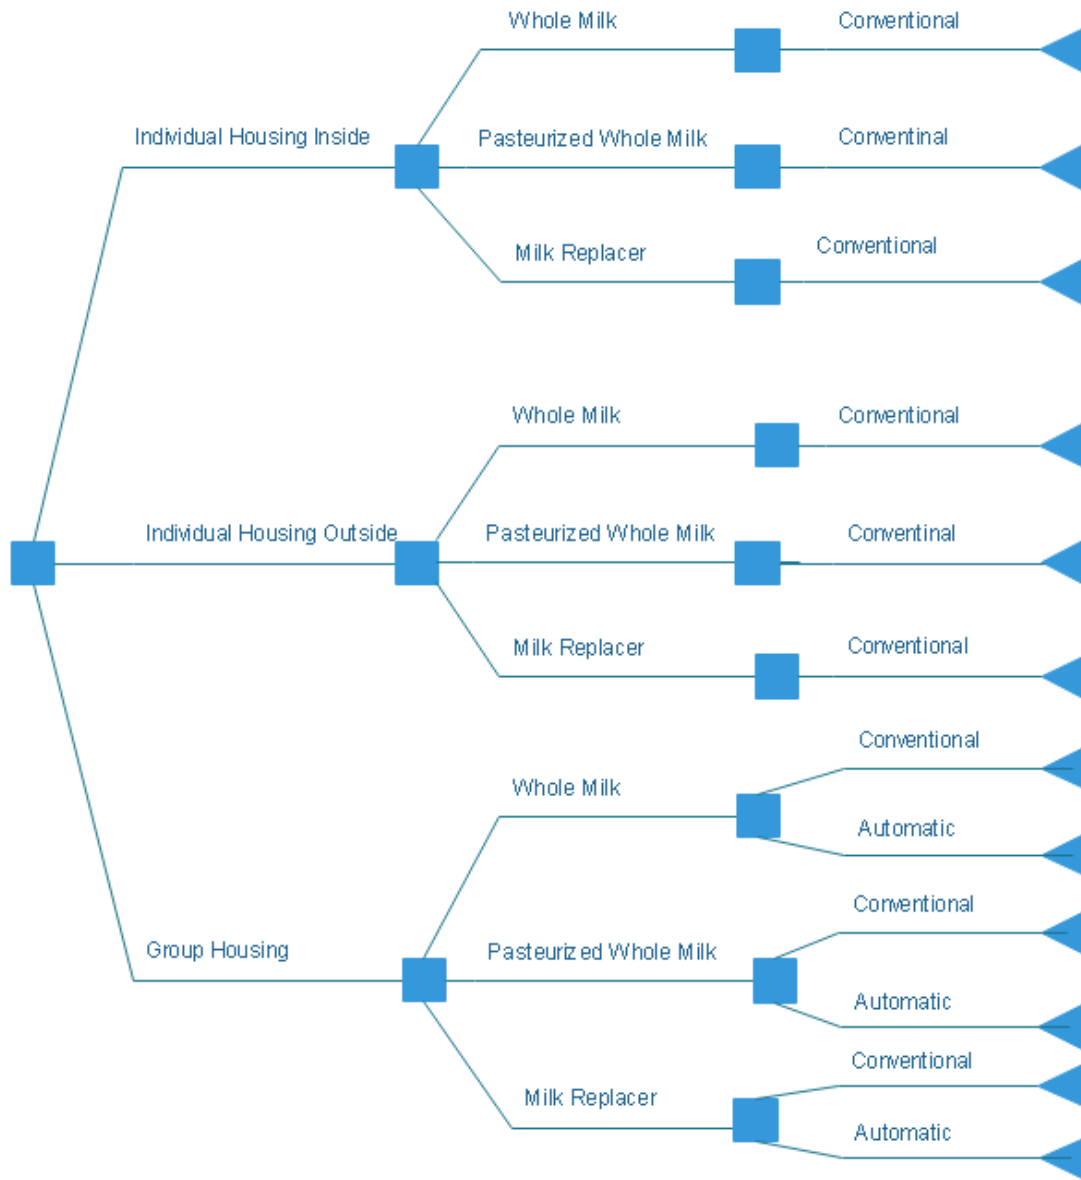 Whole Milk
Conventional
Individual Housing Inside
Pasteurized Whole Milk
Conventinal
Milk Replacer
Conventional
Whole Milk
Conventional
Individual Housing Outside
Pasteurized Whole Milk
Conventinal
Milk Replacer
Conventional
Conventional
Whole Milk
Automatic
Conventional
Group Housing
Pasteurized Whole Milk
Automatic
Conventional
Milk Replacer
Automatic